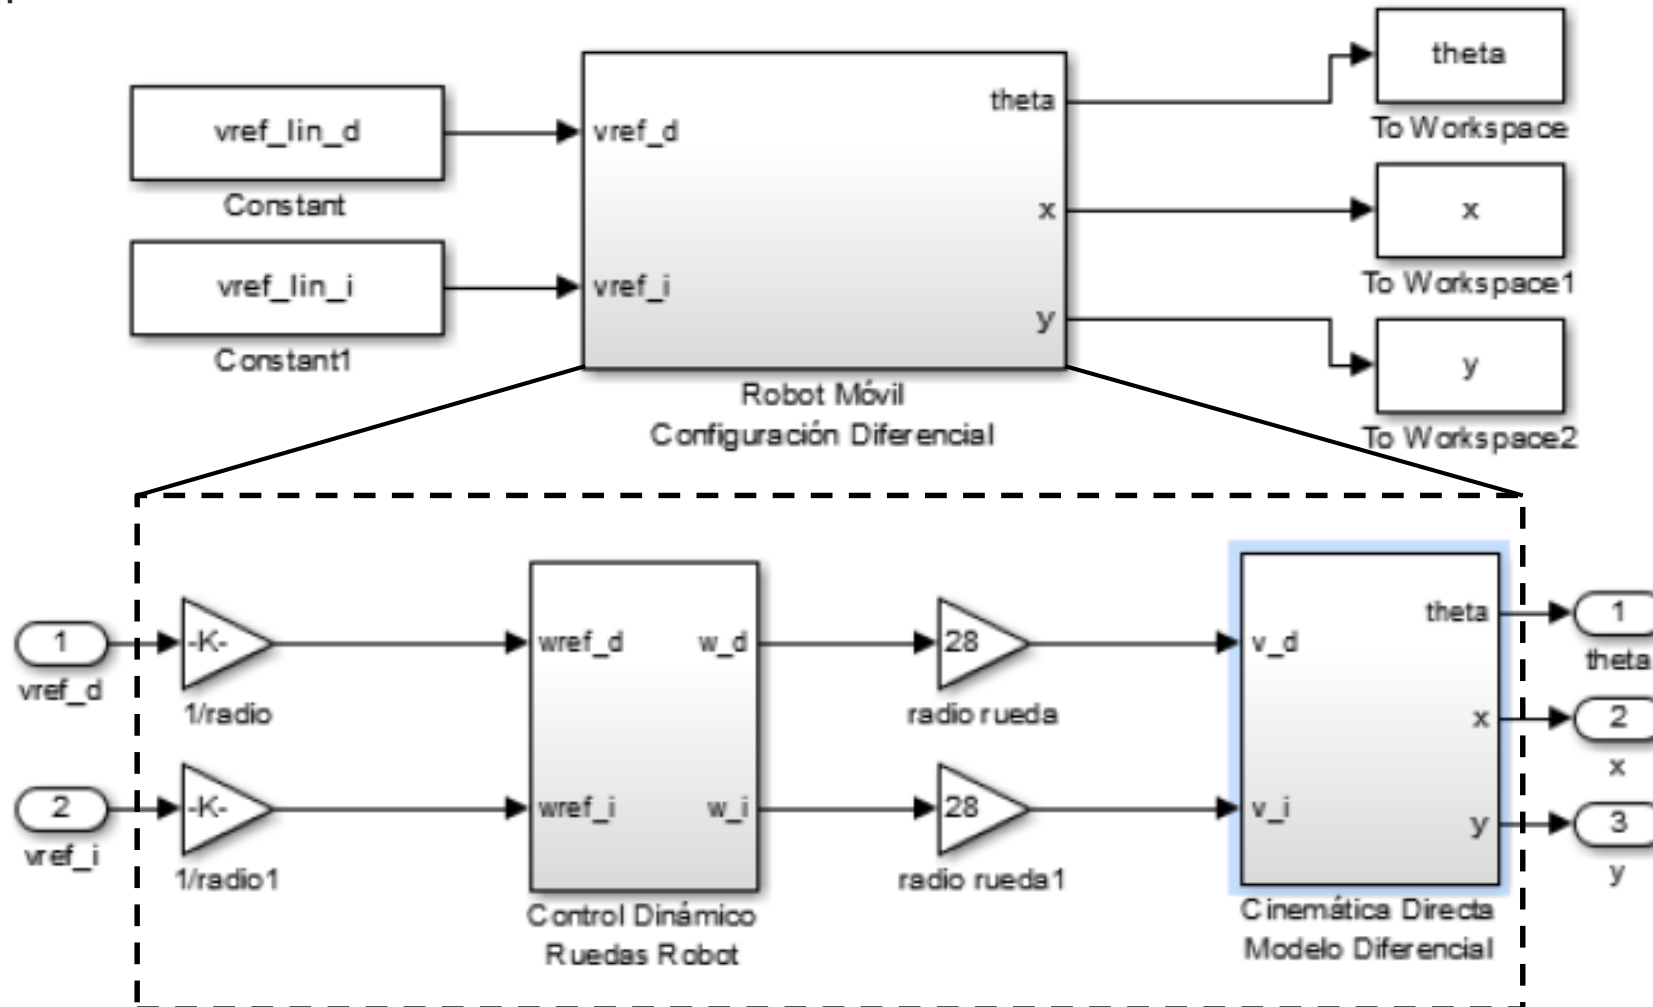 theta
To Workspace
vref_lin_d
Constant
vref_d
theta
x
x
To Workspace1
vref_lin_i
Constant1
vref_i
y
y
To Workspace2
Robot Móvil
Configuración Diferencial
1
vref_d
-K-
1/radio
wref_d
w_d
28
radio rueda
v_d
theta
1
theta
x
2
x
2
vref_i
-K-
1/radio1
wref_i
w_i
28
radio rueda1
v_i
y
3
y
Control Dinámico
Ruedas Robot
Cinemática Directa
Modelo Diferencial